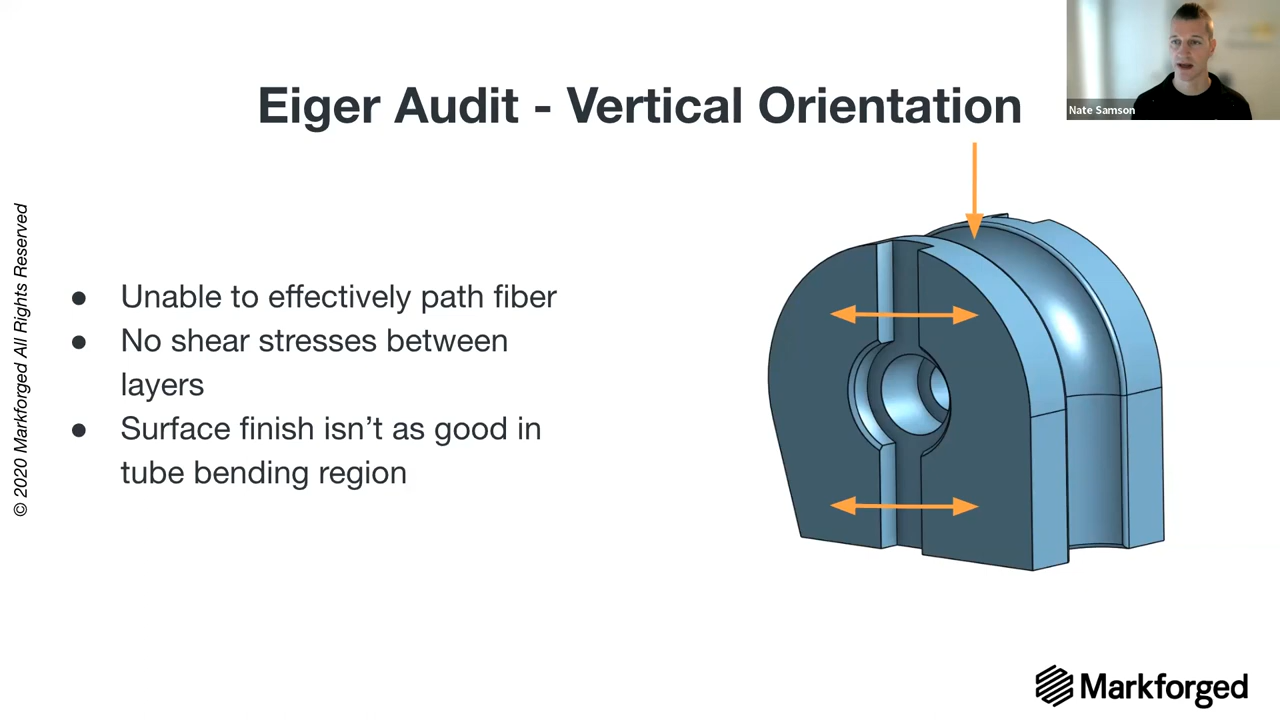 Eiger Audit - Vertical Orientation
Nate Samson
© 2020 Markforged All Rights Reserved
● Unable to effectively path fiber
● No shear stresses between
layers
● Surface finish isn’t as good in
tube bending region
Markforged